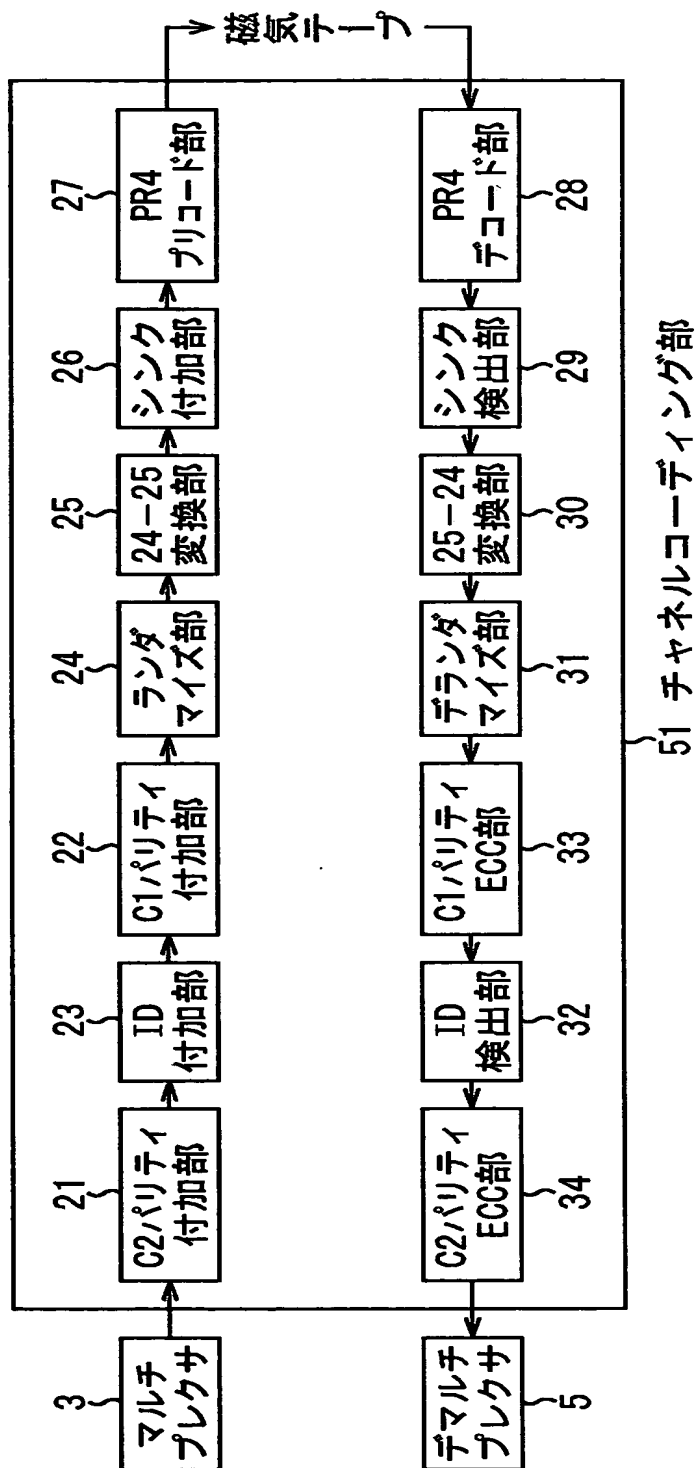 3
マルチ
プレクサ
21
C2パリティ
付加部
23
ID
付加部
22
C1パリティ
付加部
24
ランダ
マイズ部
25
24-25
変換部
26
シンク
付加部
27
PR4
プリコード部
磁気テープ
デマルチ
プレクサ
5
C2パリティ
ECC部
34
ID
検出部
32
C1パリティ
ECC部
33
デランダ
マイズ部
31
25-24
変換部
30
シンク
検出部
29
PR4
デコード部
28
51 チャネルコーディング部